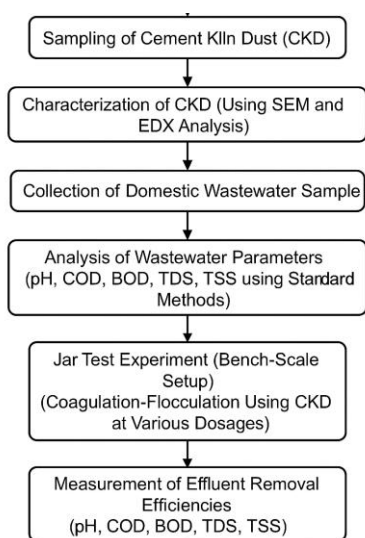 Sampling of Cement Klln Dust (CKD)
Characterization of CKD (Using SEM and
EDX Analysis)
Collection of Domestic Wastewater Sample
Analysis of Wastewater Parameters
(pH, COD, BOD, TDS, TSS using Standard
Methods)
Jar Test Experiment (Bench-Scale
Setup)
(Coagulation-Flocculation Using CKD
at Various Dosages)
Measurement of Effluent Removal
Efficiencies
(pH, COD, BOD, TDS, TSS)